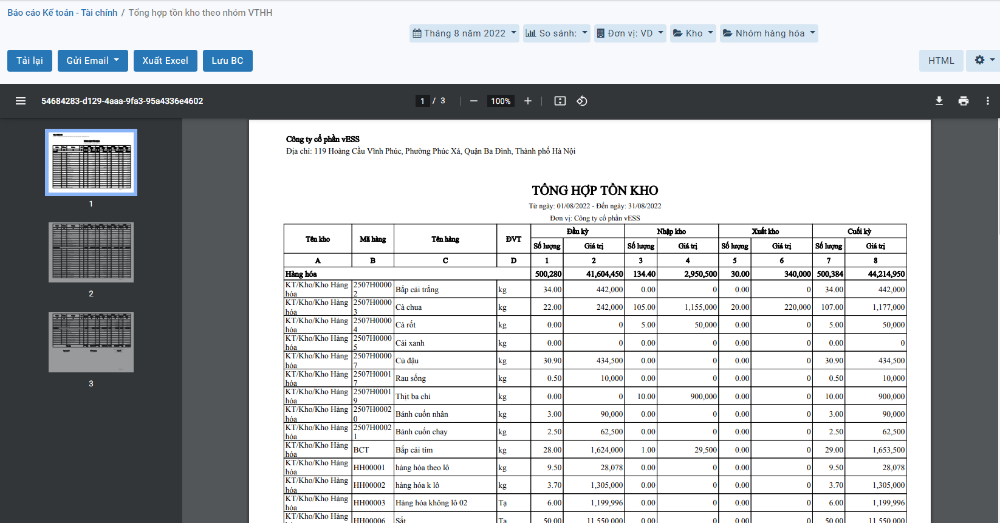 Báo cáo Kế toán - Tài chính / Tổng hợp tồn kho theo nhóm VTHH
Tháng 8 năm 2022 So sánh: Đơn vị: VD Kho Nhóm hàng hóa
Tải lại Gửi Email Xuất Excel Lưu BC HTML
54684283-d129-4aaa-9fa3-95a4336e4602 1 / 3 100%
1
2
3
Công ty cổ phần vESS
Địa chỉ: 119 Hoàng Cầu Vĩnh Phúc, Phường Phúc Xá, Quận Ba Đình, Thành phố Hà Nội
TỔNG HỢP TỒN KHO
Từ ngày: 01/08/2022 - Đến ngày: 31/08/2022
Đơn vị: Công ty cổ phần vESS
Tên kho Mã hàng Tên hàng ĐVT Đầu kỳ Nhập kho Xuất kho Cuối kỳ
Số lượng Giá trị Số lượng Giá trị Số lượng Giá trị Số lượng Giá trị
A B C D 1 2 3 4 5 6 7 8
Hàng hóa 500,280 41,604,450 134.40 2,950,500 30.00 340,000 500,384 44,214,950
KT/Kho/Kho Hàng hóa 2507H00002 Bắp cải trắng kg 34.00 442,000 0.00 0 0.00 0 34.00 442,000
KT/Kho/Kho Hàng hóa 2507H00003 Cà chua kg 22.00 242,000 105.00 1,155,000 20.00 220,000 107.00 1,177,000
KT/Kho/Kho Hàng hóa 2507H00004 Cà rốt kg 0.00 0 5.00 50,000 0.00 0 5.00 50,000
KT/Kho/Kho Hàng hóa 2507H00005 Cải xanh kg 0.00 0 0.00 0 0.00 0 0.00 0
KT/Kho/Kho Hàng hóa 2507H00007 Củ đậu kg 30.90 434,500 0.00 0 0.00 0 30.90 434,500
KT/Kho/Kho Hàng hóa 2507H00017 Rau sống kg 0.50 10,000 0.00 0 0.00 0 0.50 10,000
KT/Kho/Kho Hàng hóa 2507H00019 Thịt ba chỉ kg 0.00 0 10.00 900,000 0.00 0 10.00 900,000
KT/Kho/Kho Hàng hóa 2507H00020 Bánh cuốn nhân kg 3.00 90,000 0.00 0 0.00 0 3.00 90,000
KT/Kho/Kho Hàng hóa 2507H00021 Bánh cuốn chay kg 2.50 62,500 0.00 0 0.00 0 2.50 62,500
KT/Kho/Kho Hàng hóa BCT Bắp cải tím kg 28.00 1,624,000 1.00 29,500 0.00 0 29.00 1,653,500
KT/Kho/Kho Hàng hóa HH00001 hàng hóa theo lô kg 9.50 28,078 0.00 0 0.00 0 9.50 28,078
KT/Kho/Kho Hàng hóa HH00002 hàng hóa k lô kg 3.70 1,305,000 0.00 0 0.00 0 3.70 1,305,000
KT/Kho/Kho Hàng hóa HH00003 Hàng hóa không lô 02 Tạ 6.00 1,199,996 0.00 0 0.00 0 6.00 1,199,996
KT/Kho/Kho Hàng HH00006 Sắt Tạ 50.00 11,550,000 0.00 0 0.00 0 50.00 11,550,000